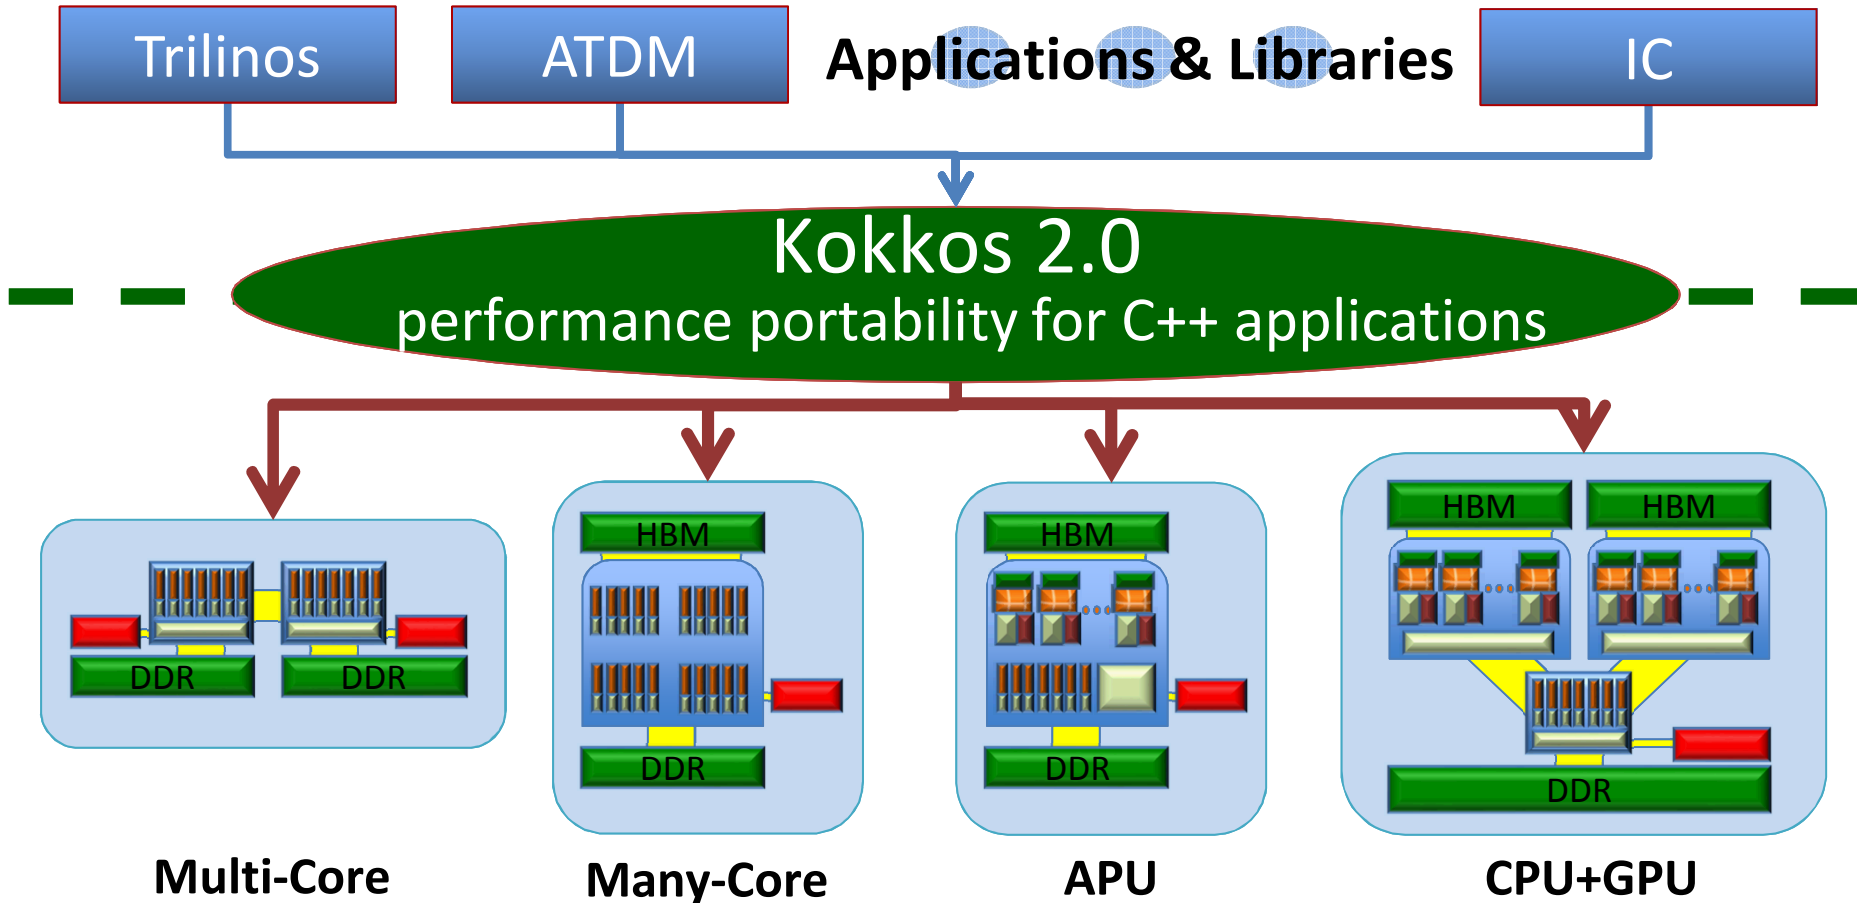 Trilinos
ATDM
Applications & Libraries
IC
Kokkos 2.0
performance portability for C++ applications
HBM
HBM
HBM
HBM
DDR
DDR
DDR
DDR
DDR
Multi-Core
Many-Core
APU
CPU+GPU